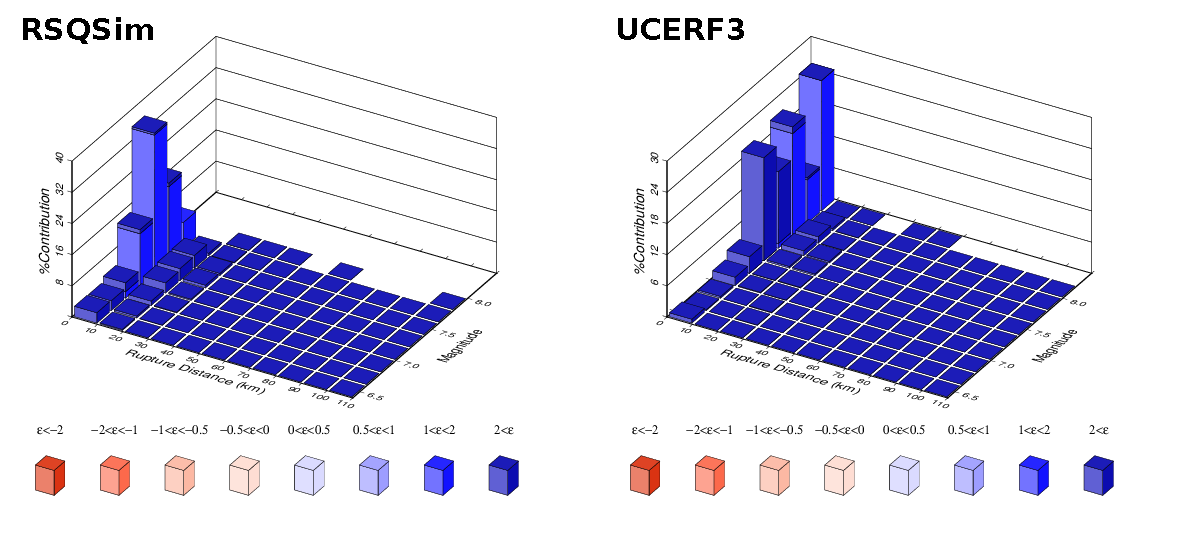 RSQSim
UCERF3
%Contribution
8
16
24
32
40
0
10
20
30
40
50
60
70
80
90
100
110
Rupture Distance (km)
6.5
7.0
7.5
8.0
Magnitude
ε<−2
−2<ε<−1
−1<ε<−0.5
−0.5<ε<0
0<ε<0.5
0.5<ε<1
1<ε<2
2<ε
%Contribution
6
12
18
24
30
0
10
20
30
40
50
60
70
80
90
100
110
Rupture Distance (km)
6.5
7.0
7.5
8.0
Magnitude
ε<−2
−2<ε<−1
−1<ε<−0.5
−0.5<ε<0
0<ε<0.5
0.5<ε<1
1<ε<2
2<ε